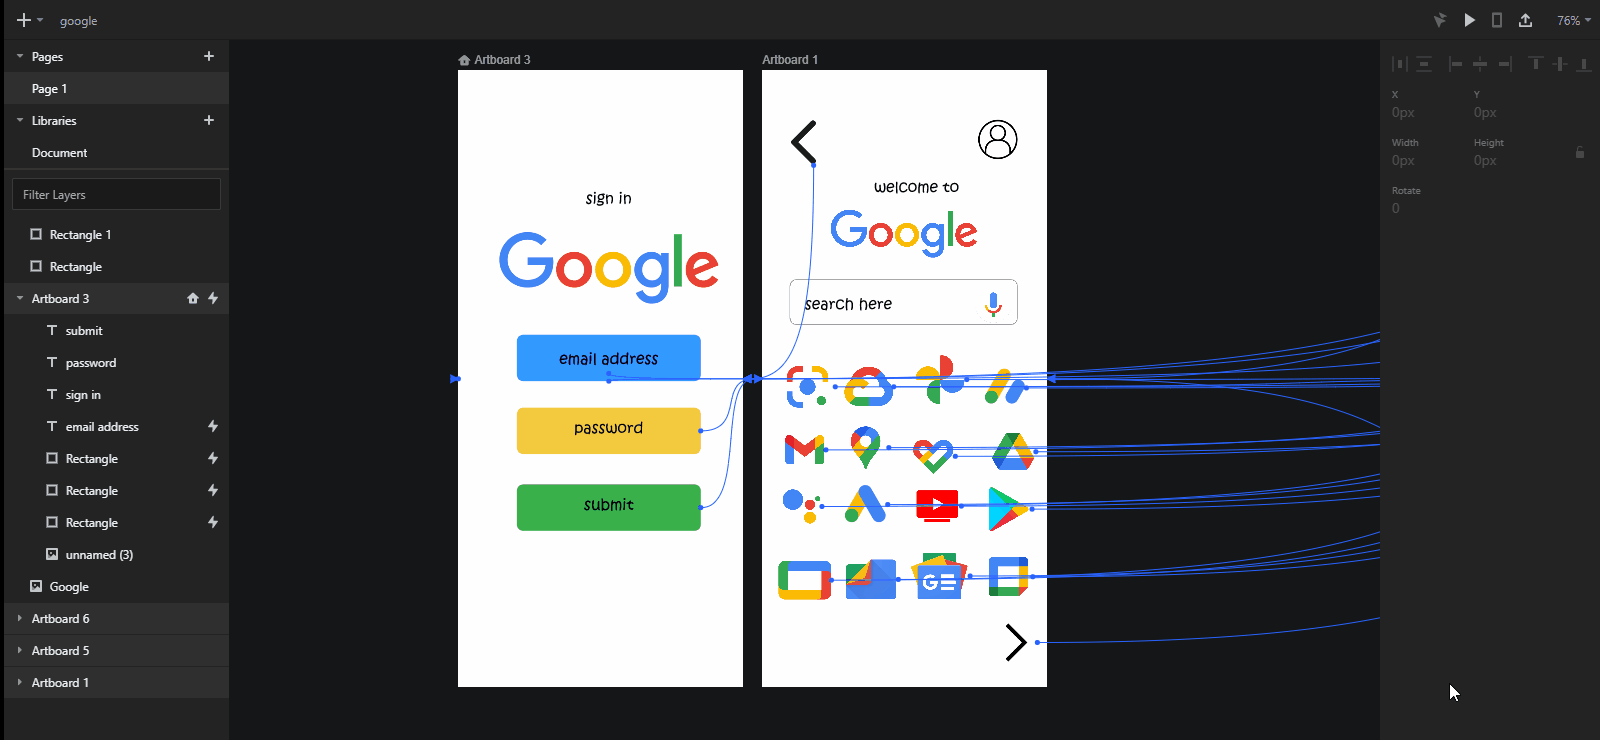 google
76%
Pages
Page 1
Libraries
Document
Filter Layers
Rectangle 1
Rectangle
Artboard 3
submit
password
sign in
email address
Rectangle
Rectangle
Rectangle
unnamed (3)
Google
Artboard 6
Artboard 5
Artboard 1
Artboard 3
sign in
Google
email address
password
submit
Artboard 1
welcome to
Google
search here
GE
X
Y
0px
0px
Width
Height
0px
0px
Rotate
0